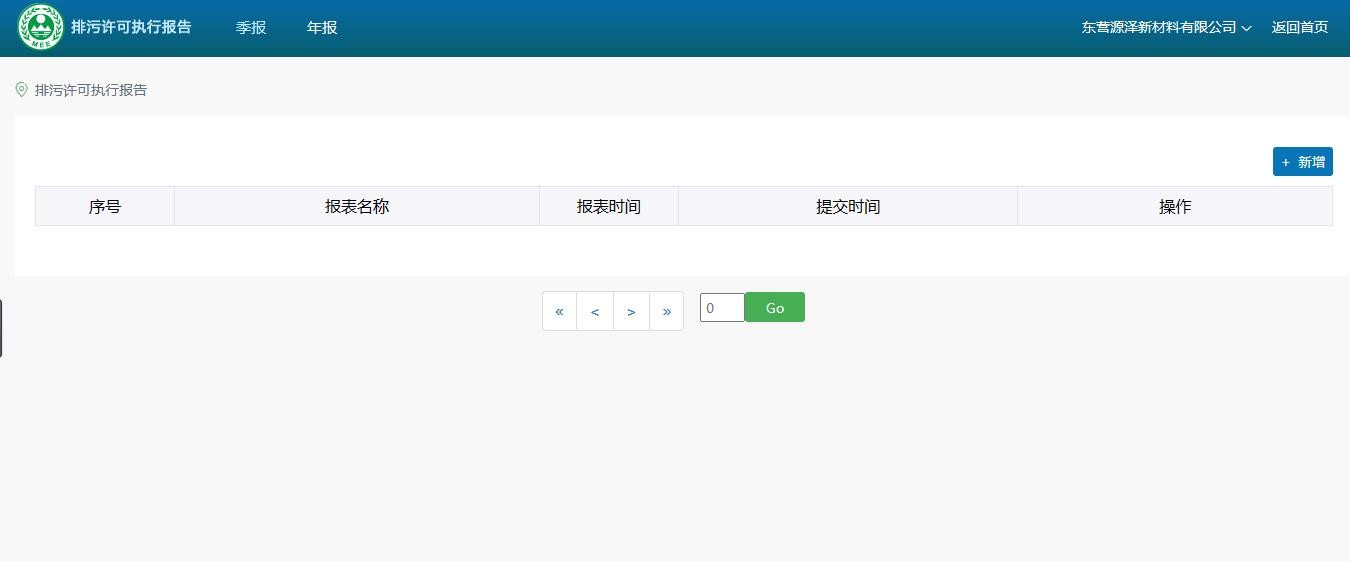 排污许可执行报告 季报 年报 东营源泽新材料有限公司 返回首页
MEE
排污许可执行报告
+ 新增
序号 报表名称 报表时间 提交时间 操作
« < > » 0 Go